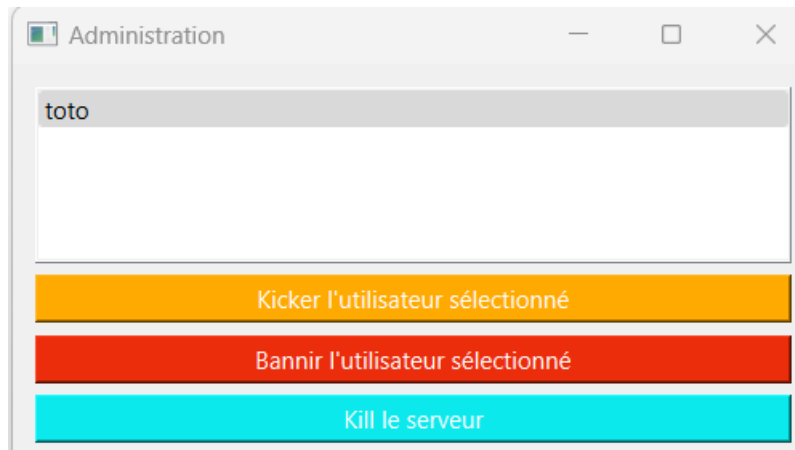 Administration
toto
Kicker l'utilisateur sélectionné
Bannir l'utilisateur sélectionné
Kill le serveur